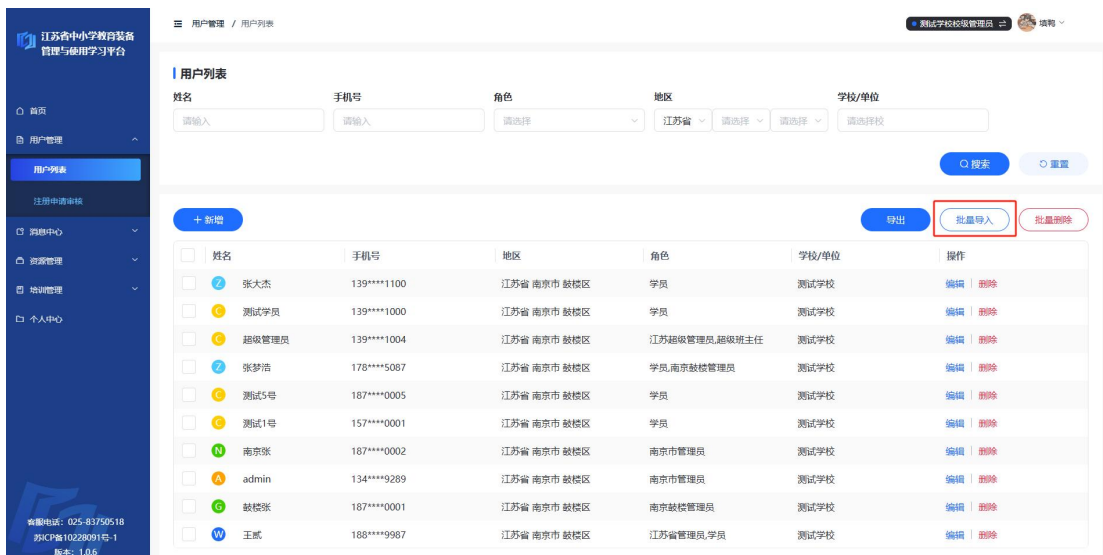 江苏省中小学教育装备
管理与使用学习平台
首页
用户管理
用户列表
注册申请审核
消息中心
资源管理
培训管理
个人中心
客服电话：025-83750518
苏ICP备10228091号-1
版本：1.0.6
用户管理 / 用户列表
测试学校校级管理员
填鸭
用户列表
姓名 手机号 角色 地区 学校/单位
请输入 请输入 请选择 江苏省 请选择 请选择 请选择校
搜索 重置
+ 新增 导出 批量导入 批量删除
姓名 手机号 地区 角色 学校/单位 操作
Z 张大杰 139****1100 江苏省 南京市 鼓楼区 学员 测试学校 编辑 删除
C 测试学员 139****1000 江苏省 南京市 鼓楼区 学员 测试学校 编辑 删除
C 超级管理员 139****1004 江苏省 南京市 鼓楼区 江苏超级管理员,超级班主任 测试学校 编辑 删除
Z 张梦浩 178****5087 江苏省 南京市 鼓楼区 学员,南京鼓楼管理员 测试学校 编辑 删除
C 测试5号 187****0005 江苏省 南京市 鼓楼区 学员 测试学校 编辑 删除
C 测试1号 157****0001 江苏省 南京市 鼓楼区 学员 测试学校 编辑 删除
N 南京张 187****0002 江苏省 南京市 鼓楼区 南京市管理员 测试学校 编辑 删除
A admin 134****9289 江苏省 南京市 鼓楼区 南京市管理员 测试学校 编辑 删除
G 鼓楼张 187****0001 江苏省 南京市 鼓楼区 南京鼓楼管理员 测试学校 编辑 删除
W 王贰 188****9987 江苏省 南京市 鼓楼区 江苏省管理员,学员 测试学校 编辑 删除